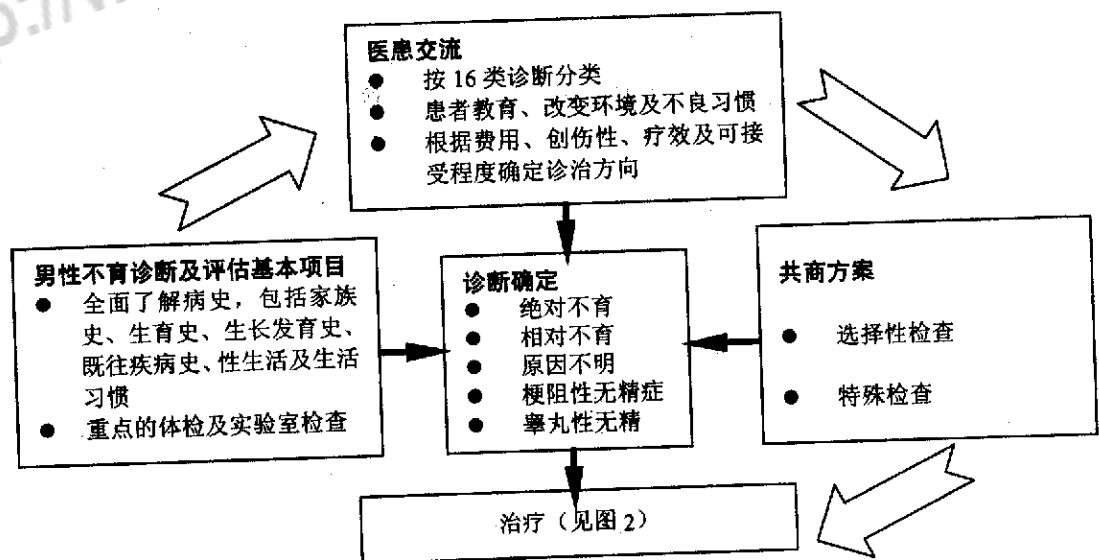 医患交流
● 按 16 类诊断分类
● 患者教育、改变环境及不良习惯
● 根据费用、创伤性、疗效及可接
受程度确定诊治方向
男性不育诊断及评估基本项目
● 全面了解病史，包括家族
史、生育史、生长发育史、
既往疾病史、性生活及生活
习惯
● 重点的体检及实验室检查
诊断确定
● 绝对不育
● 相对不育
● 原因不明
● 梗阻性无精症
● 睾丸性无精
共商方案
● 选择性检查
● 特殊检查
治疗（见图 2）